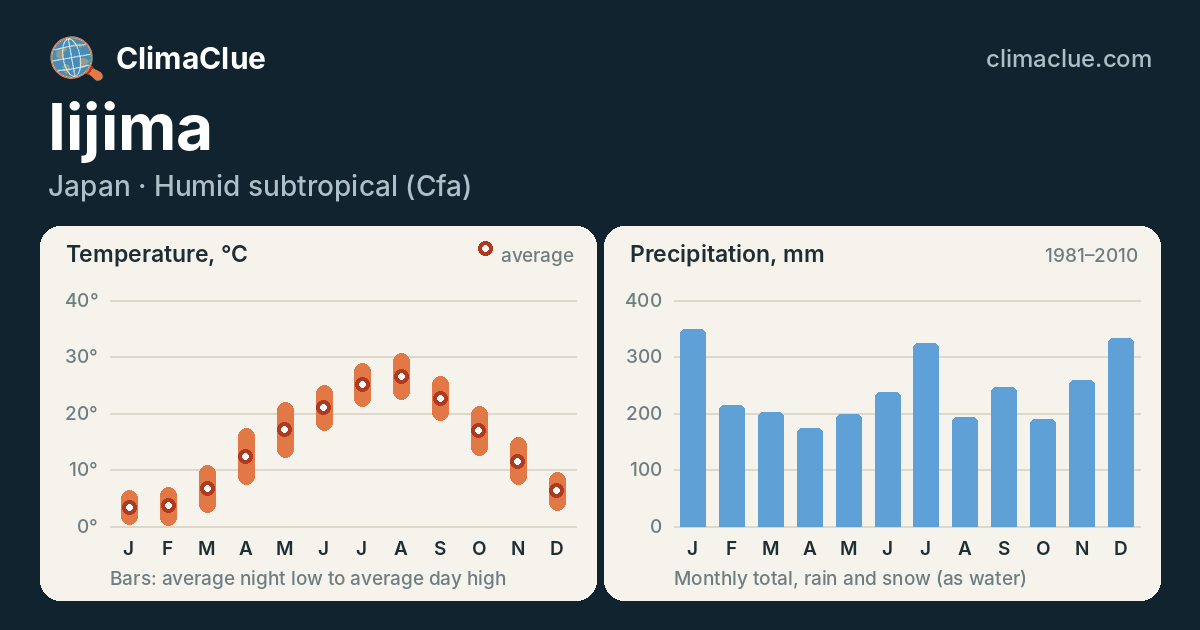 ClimaClue
climaclue.com
Iijima
Japan · Humid subtropical (Cfa)
Temperature, °C
average
40°
30°
20°
10°
0°
J F M A M J J A S O N D
Bars: average night low to average day high
Precipitation, mm
1981–2010
400
300
200
100
0
J F M A M J J A S O N D
Monthly total, rain and snow (as water)